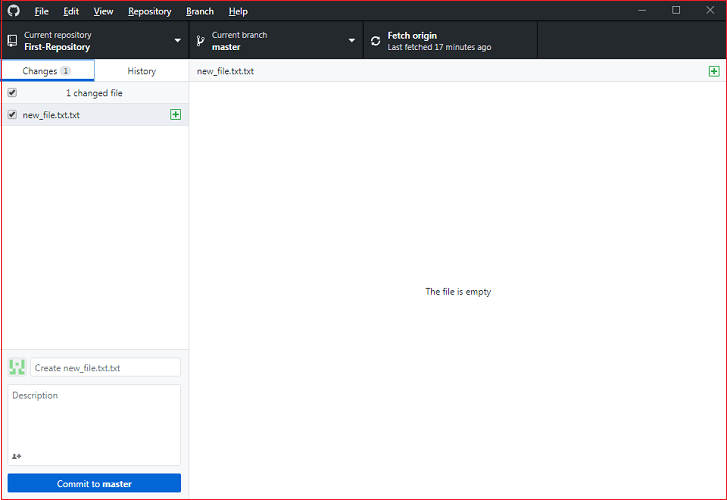 File Edit View Repository Branch Help
Current repository
First-Repository
Current branch
master
Fetch origin
Last fetched 17 minutes ago
Changes 1 History
1 changed file
new_file.txt.txt
new_file.txt.txt
The file is empty
Create new_file.txt.txt
Description
Commit to master